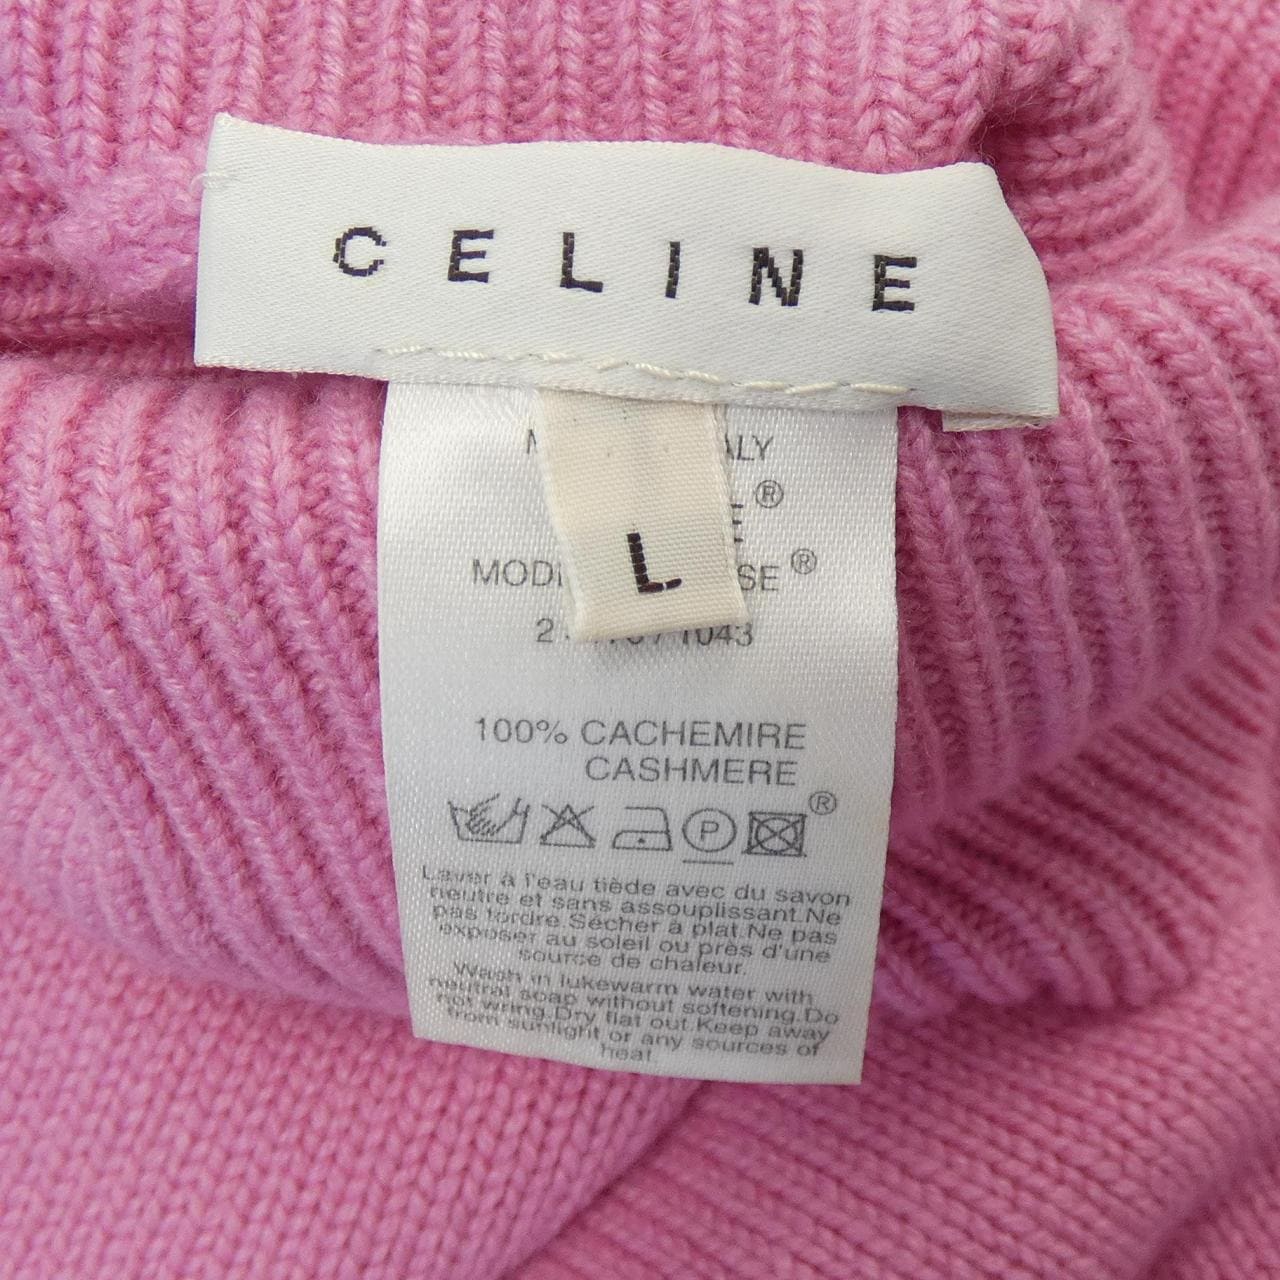 CELINE
L
100% CACHEMIRE
CASHMERE
P
®
Laver à l'eau tiède avec du savon
neutre et sans assouplissant.Ne
pas tordre.Sécher à plat.Ne pas
exposer au soleil ou près d'une
source de chaleur.
Wash in lukewarm water with
neutral soap without softening.Do
not wring.Dry flat out.Keep away
from sunlight or any sources of
heat